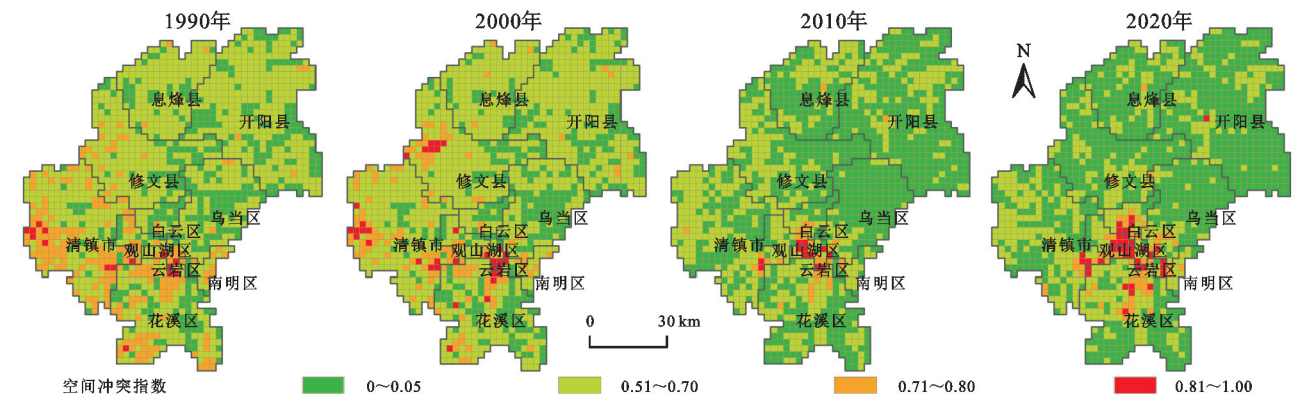 1990年
2000年
2010年
2020年
N
息烽县
开阳县
修文县
乌当区
白云区
清镇市
观山湖区
云岩区
南明区
花溪区
息烽县
开阳县
修文县
乌当区
白云区
清镇市
观山湖区
云岩区
南明区
花溪区
息烽县
开阳县
修文县
乌当区
白云区
清镇市
观山湖区
云岩区
南明区
花溪区
息烽县
开阳县
修文县
乌当区
白云区
清镇市
观山湖区
云岩区
南明区
花溪区
0 30 km
空间冲突指数 0～0.05 0.51～0.70 0.71～0.80 0.81～1.00